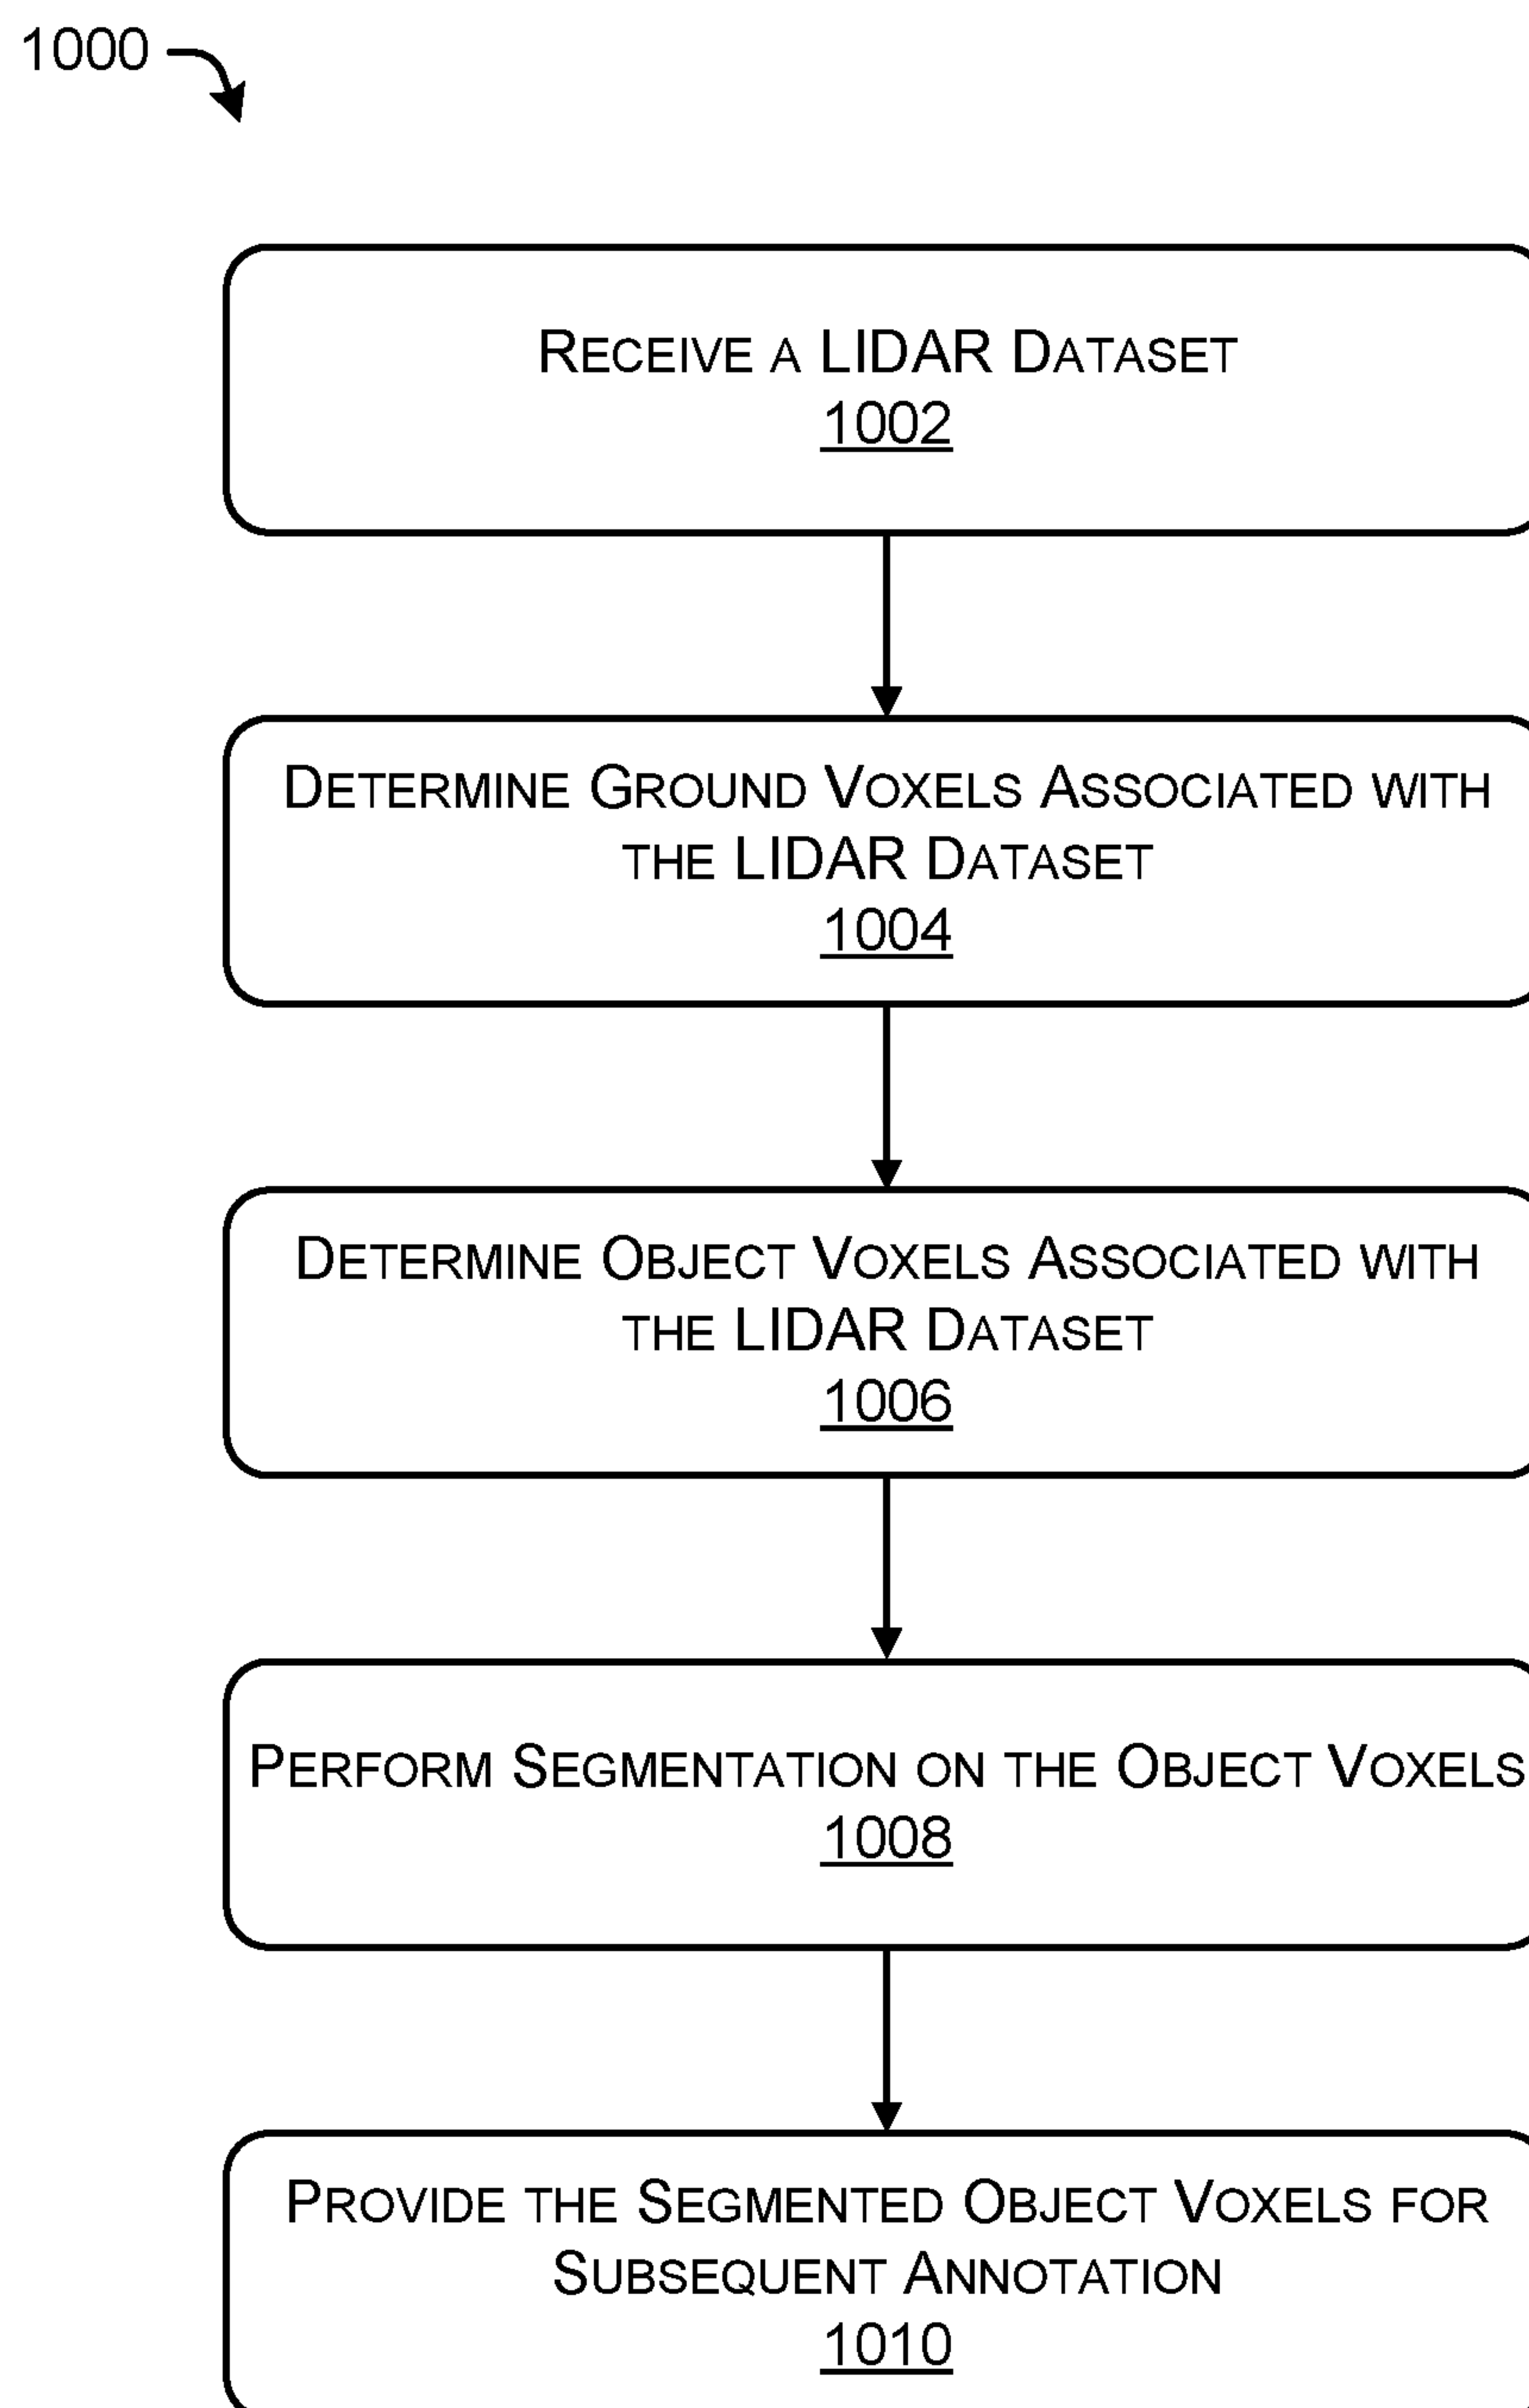 1000
RECEIVE A LIDAR DATASET
1002
DETERMINE GROUND VOXELS ASSOCIATED WITH
THE LIDAR DATASET
1004
DETERMINE OBJECT VOXELS ASSOCIATED WITH
THE LIDAR DATASET
1006
PERFORM SEGMENTATION ON THE OBJECT VOXELS
1008
PROVIDE THE SEGMENTED OBJECT VOXELS FOR
SUBSEQUENT ANNOTATION
1010